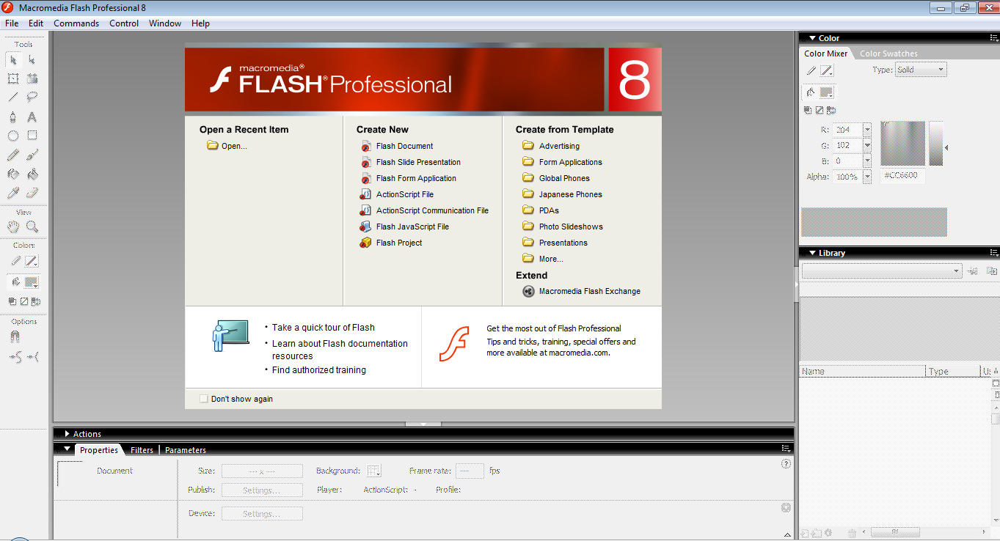 Macromedia Flash Professional 8
File Edit Commands Control Window Help
Tools
View
Colors
Options
macromedia®
FLASH® Professional
8
Open a Recent Item
Open...
Create New
Flash Document
Flash Slide Presentation
Flash Form Application
ActionScript File
ActionScript Communication File
Flash JavaScript File
Flash Project
Create from Template
Advertising
Form Applications
Global Phones
Japanese Phones
PDAs
Photo Slideshows
Presentations
More...
Extend
Macromedia Flash Exchange
• Take a quick tour of Flash
• Learn about Flash documentation
resources
• Find authorized training
Get the most out of Flash Professional
Tips and tricks, training, special offers and
more available at macromedia.com.
Don't show again
Actions
Properties Filters Parameters
Document
Size: --- x --- Background: Frame rate: --- fps
Publish: Settings... Player: ActionScript: - Profile:
Device: Settings...
Color
Color Mixer Color Swatches
Type: Solid
R: 204
G: 102
B: 0
Alpha: 100% #CC6600
Library
Name Type